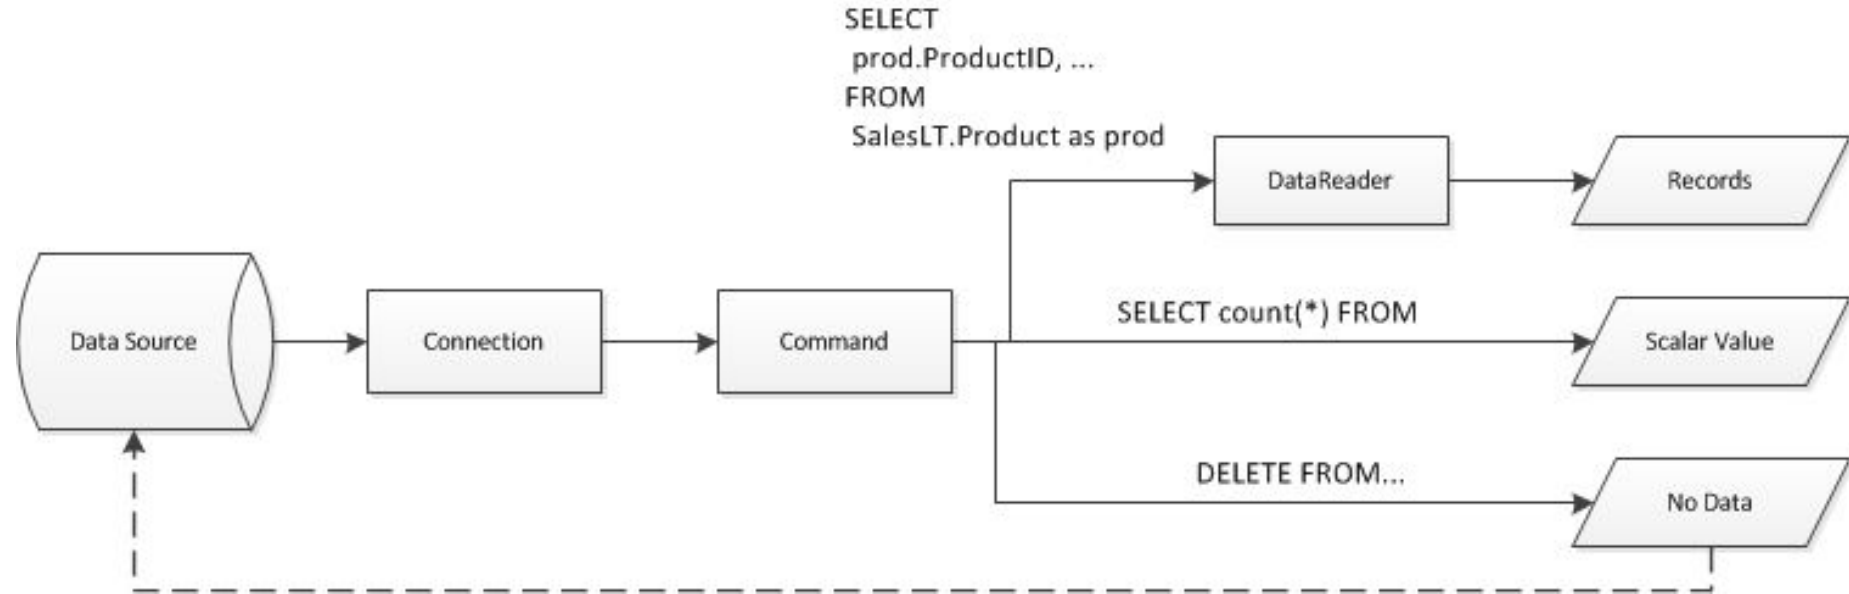 SELECT
prod.ProductID, ...
FROM
SalesLT.Product as prod
DataReader
Records
Data Source
Connection
Command
SELECT count(*) FROM
Scalar Value
DELETE FROM...
No Data